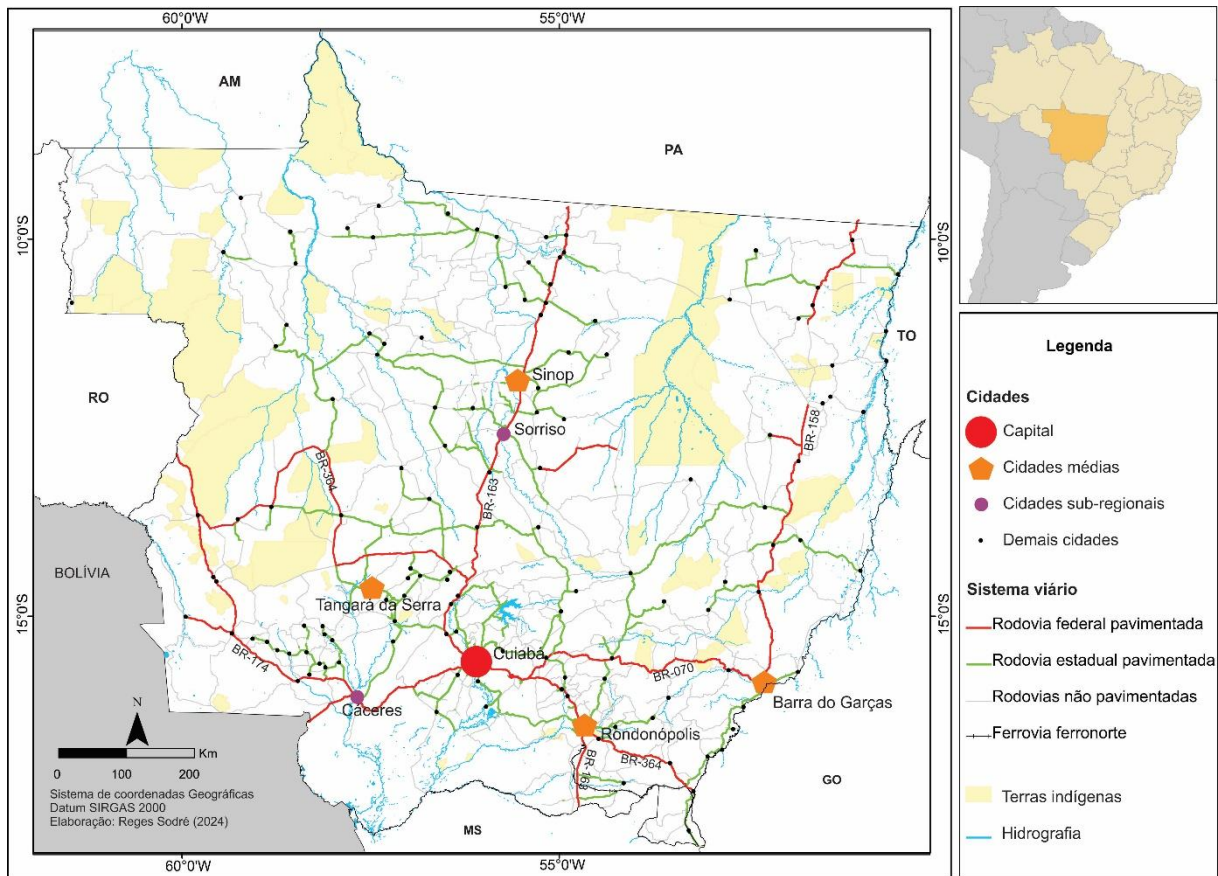 60°0'W
55°0'W
AM
PA
10°0'S
10°0'S
TO
RO
Sinop
Sorriso
BR-158
BR-364
BR-163
BOLÍVIA
Tangará da Serra
15°0'S
15°0'S
Cuiabá
BR-174
BR-070
Cáceres
Barra do Garças
Rondonópolis
N
BR-364
BR-163
Km
0 100 200
GO
Sistema de coordenadas Geográficas
Datum SIRGAS 2000
Elaboração: Reges Sodré (2024)
MS
60°0'W
55°0'W
Legenda
Cidades
Capital
Cidades médias
Cidades sub-regionais
Demais cidades
Sistema viário
Rodovia federal pavimentada
Rodovia estadual pavimentada
Rodovias não pavimentadas
Ferrovia ferronorte
Terras indígenas
Hidrografia